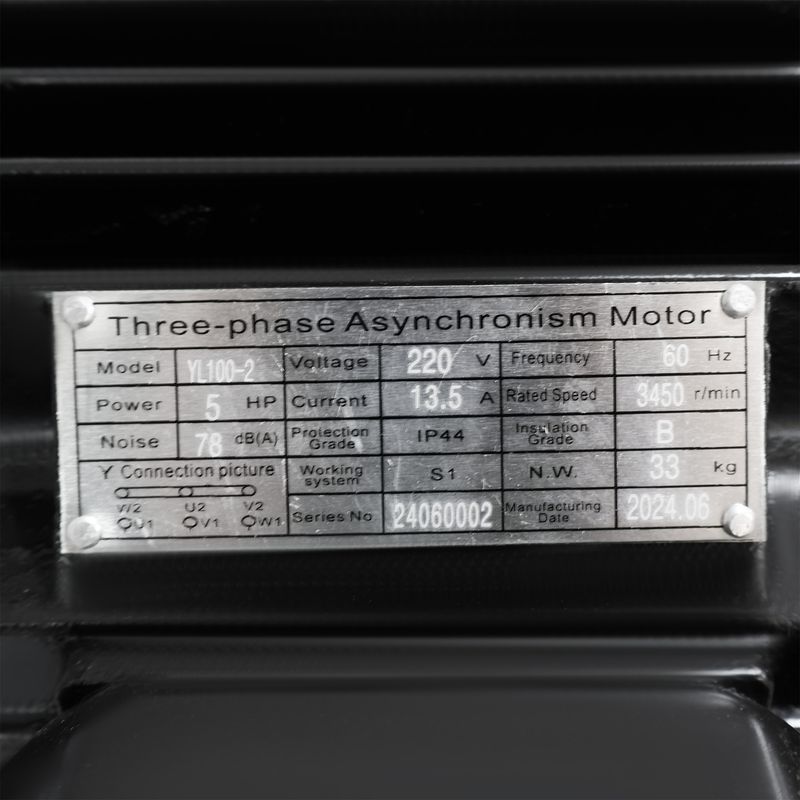 Three-phase Asynchronism Motor
Model YL100-2 Voltage 220 V Frequency 60 Hz
Power 5 HP Current 13.5 A Rated Speed 3450 r/min
Noise 78 dB(A) Protection Grade IP44 Insulation Grade B
Y Connection picture Working system S1 N.W. 33 kg
W2 U2 V2
U1 V1 W1 Series No 24060002 Manufacturing Date 2024.06